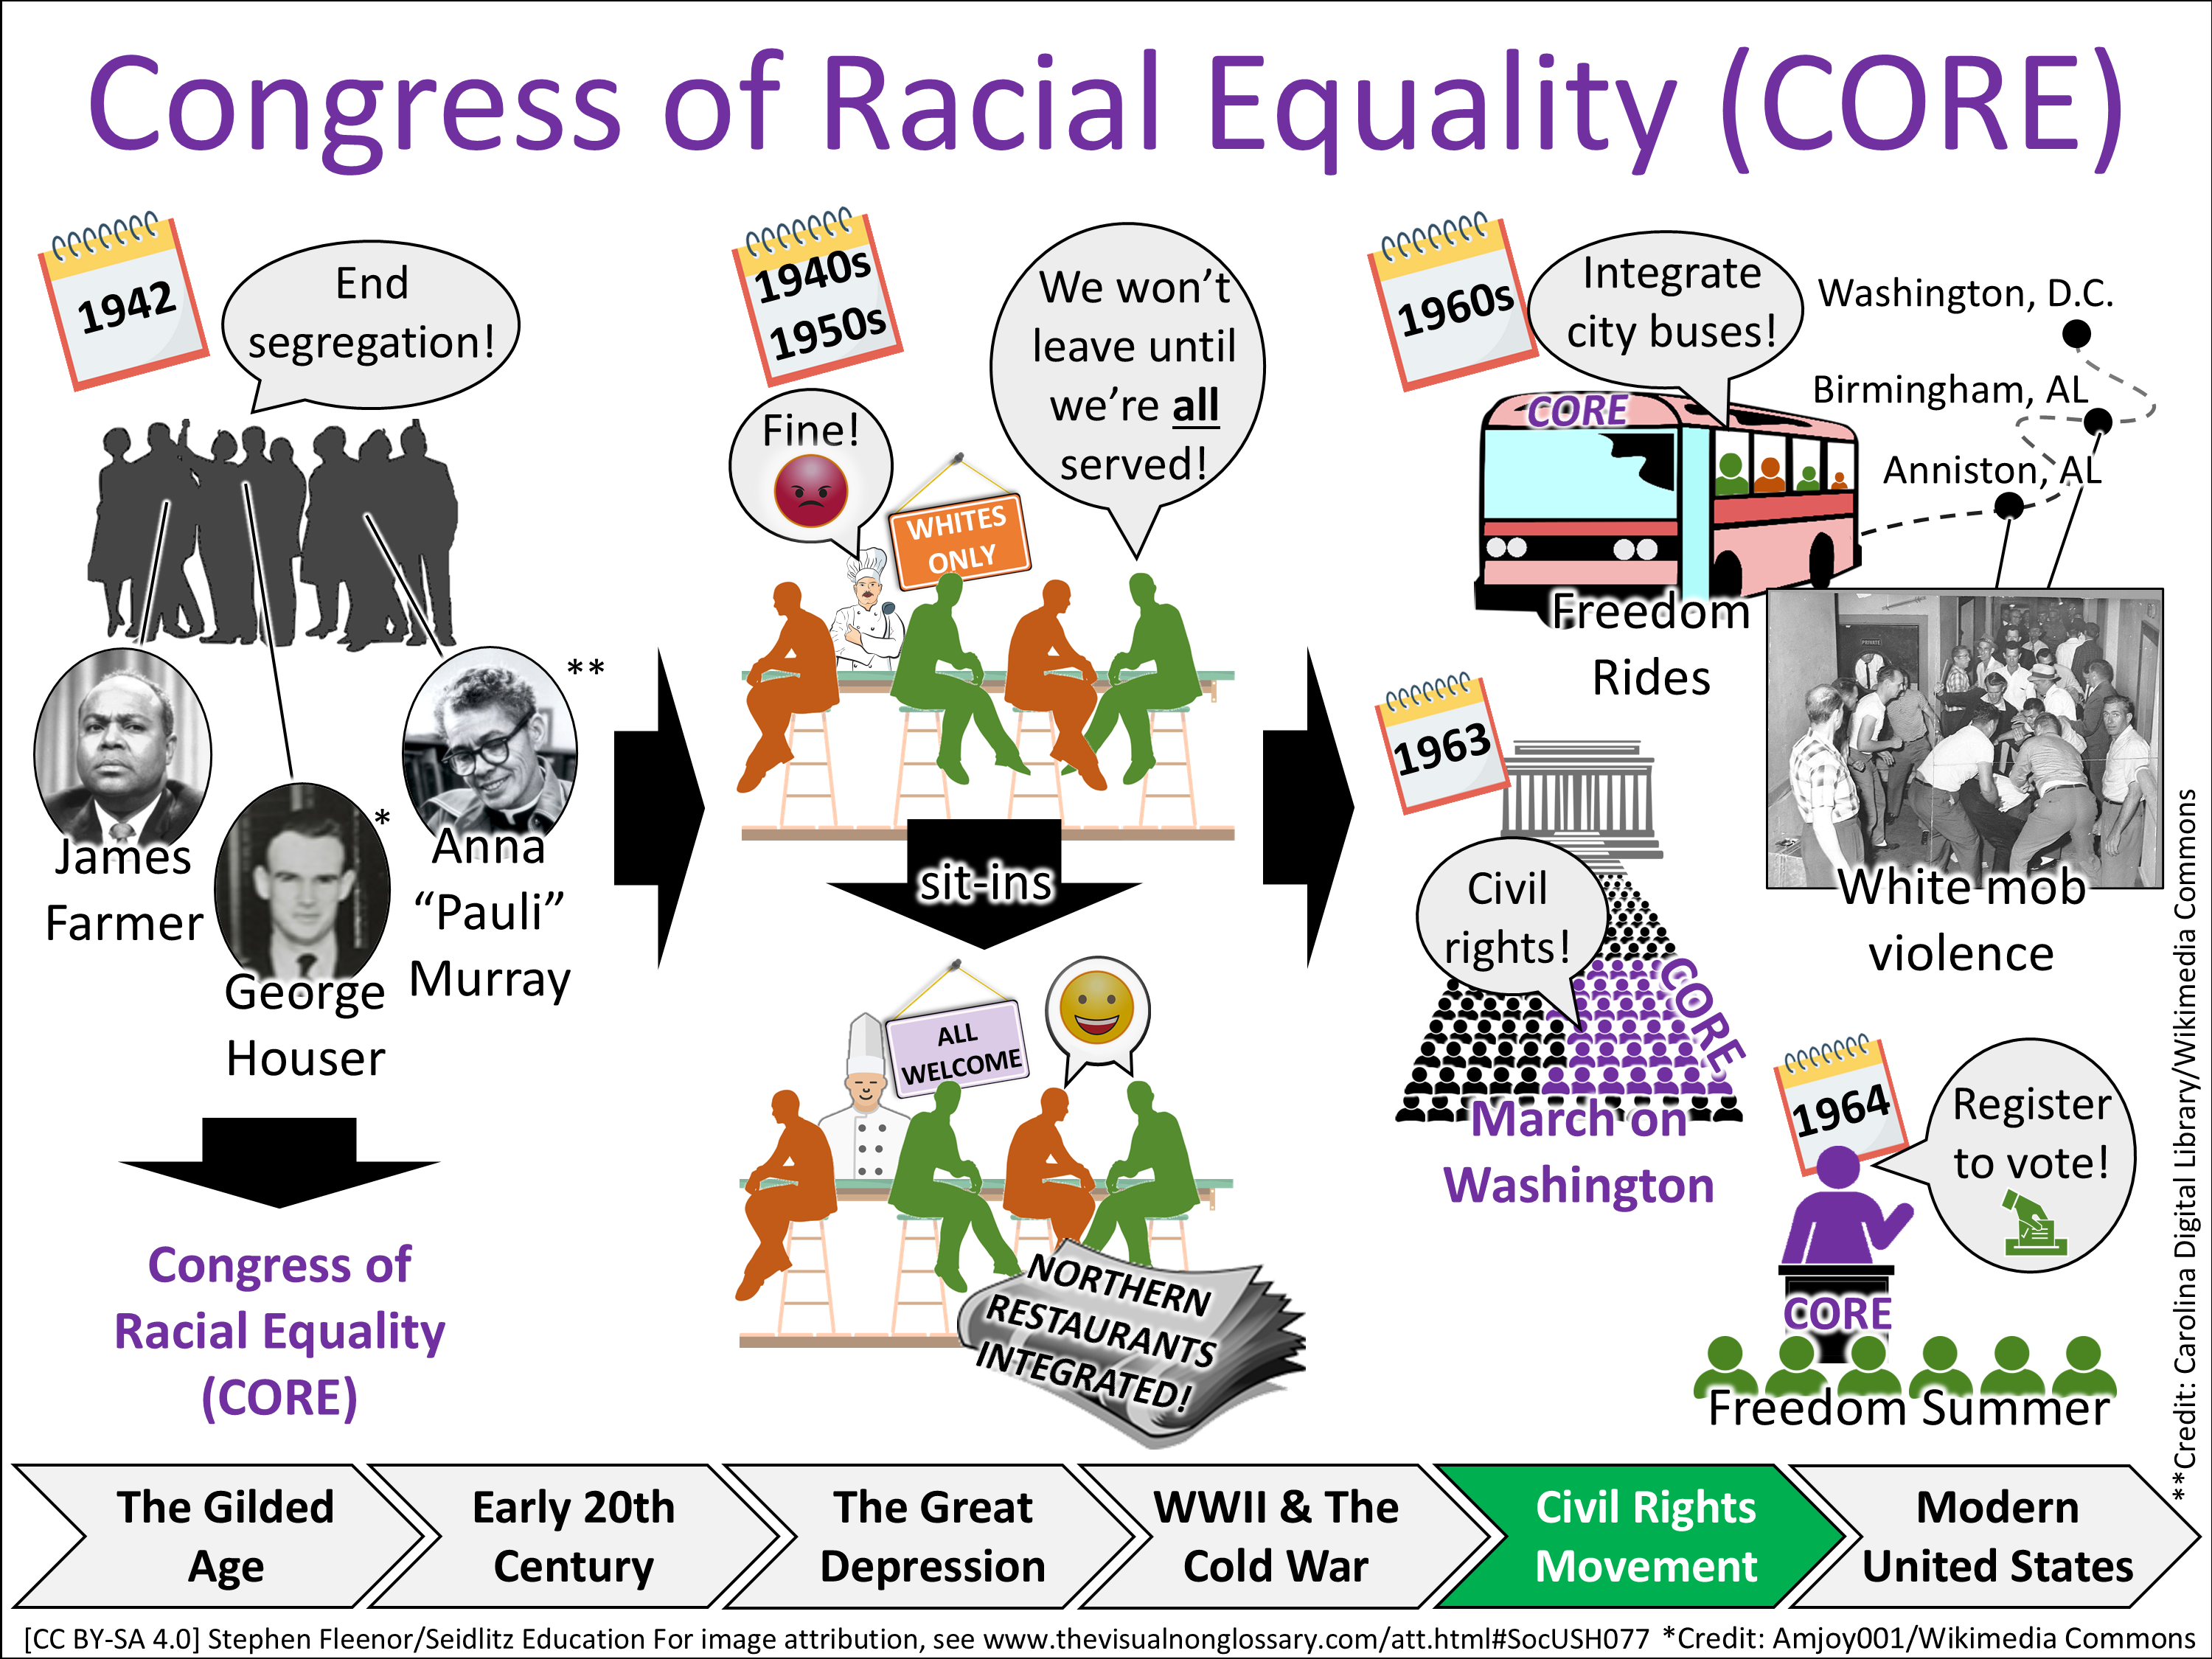 Congress of Racial Equality (CORE)
1942
End
segregation!
James
Farmer
*
George
Houser
**
Anna
“Pauli”
Murray
Congress of
Racial Equality
(CORE)
1940s
1950s
Fine!
We won’t
leave until
we’re all
served!
WHITES
ONLY
sit-ins
ALL
WELCOME
NORTHERN
RESTAURANTS
INTEGRATED!
1960s
Integrate
city buses!
CORE
Freedom
Rides
Washington, D.C.
Birmingham, AL
Anniston, AL
PRIVATE
White mob
violence
1963
Civil
rights!
CORE
March on
Washington
1964
Register
to vote!
CORE
Freedom Summer
The Gilded
Age
Early 20th
Century
The Great
Depression
WWII & The
Cold War
Civil Rights
Movement
Modern
United States
[CC BY-SA 4.0] Stephen Fleenor/Seidlitz Education For image attribution, see www.thevisualnonglossary.com/att.html#SocUSH077 *Credit: Amjoy001/Wikimedia Commons
**Credit: Carolina Digital Library/Wikimedia Commons